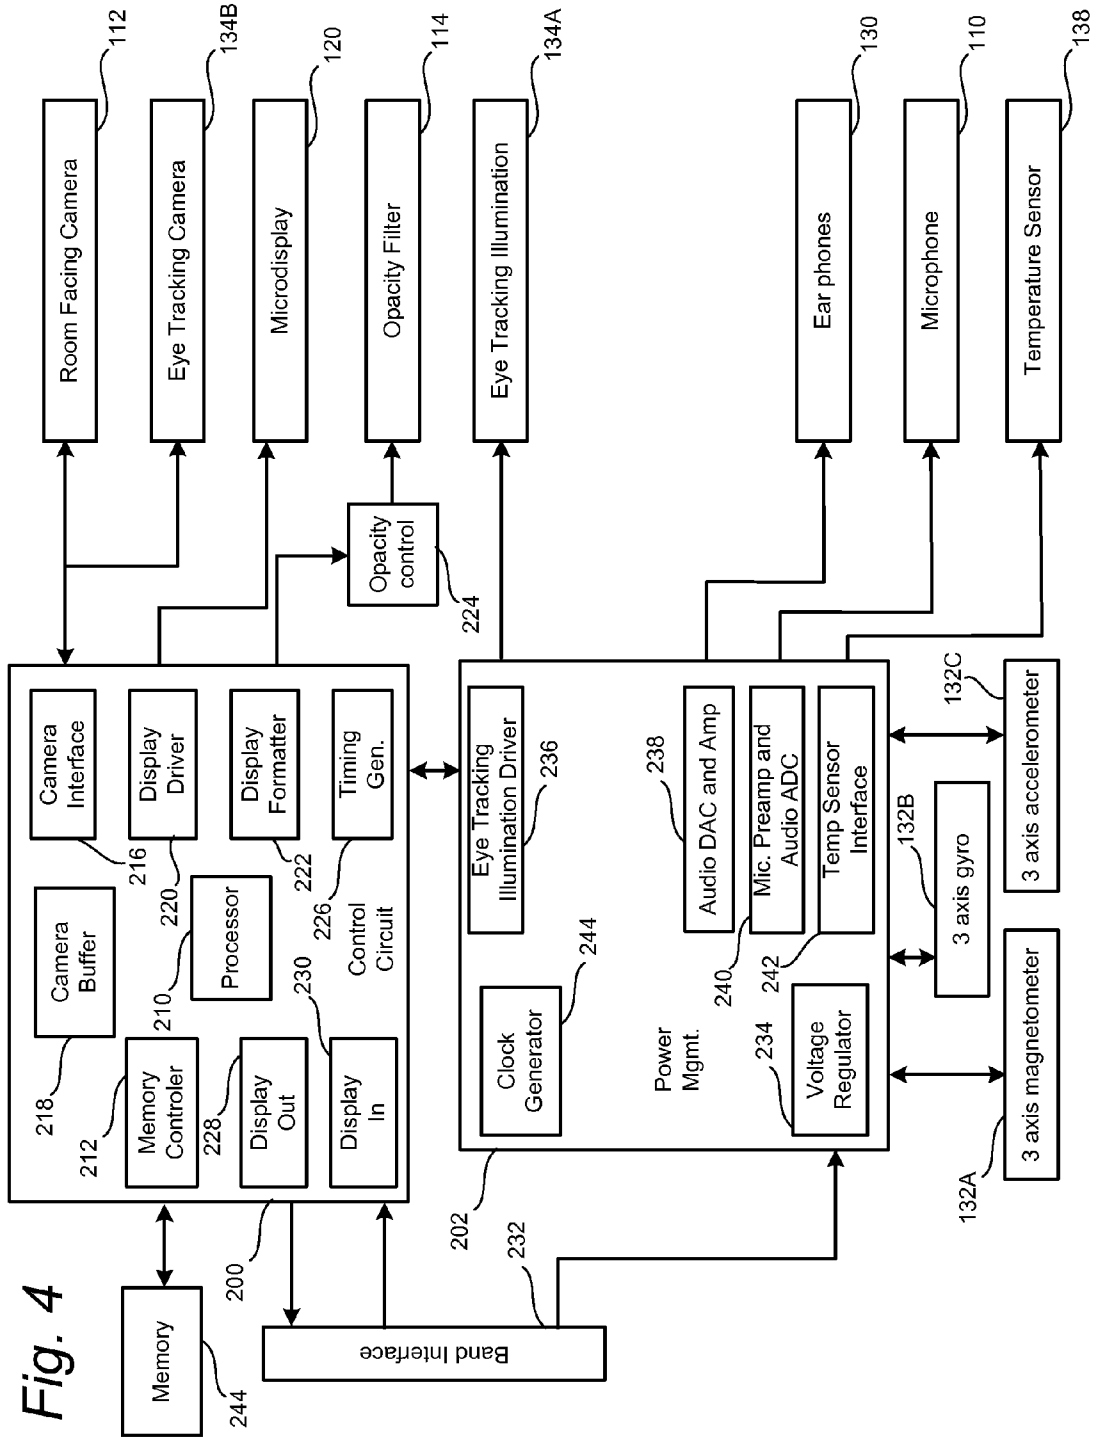 Fig. 4
Room Facing Camera
112
Eye Tracking Camera
134B
Microdisplay
120
Opacity Filter
114
Eye Tracking Illumination
134A
Ear phones
130
Microphone
110
Temperature Sensor
138
Opacity
control
224
Camera
Interface
216
Display
Driver
220
Display
Formatter
222
Timing
Gen.
226
Camera
Buffer
218
Processor
210
Control
Circuit
Memory
Controler
212
Display
Out
228
Display
In
230
200
Memory
244
Band Interface
232
202
Eye Tracking
Illumination Driver
236
Audio DAC and Amp
238
Mic. Preamp and
Audio ADC
240
Temp Sensor
Interface
242
Clock
Generator
244
Power
Mgmt.
Voltage
Regulator
234
3 axis magnetometer
132A
3 axis gyro
132B
3 axis accelerometer
132C